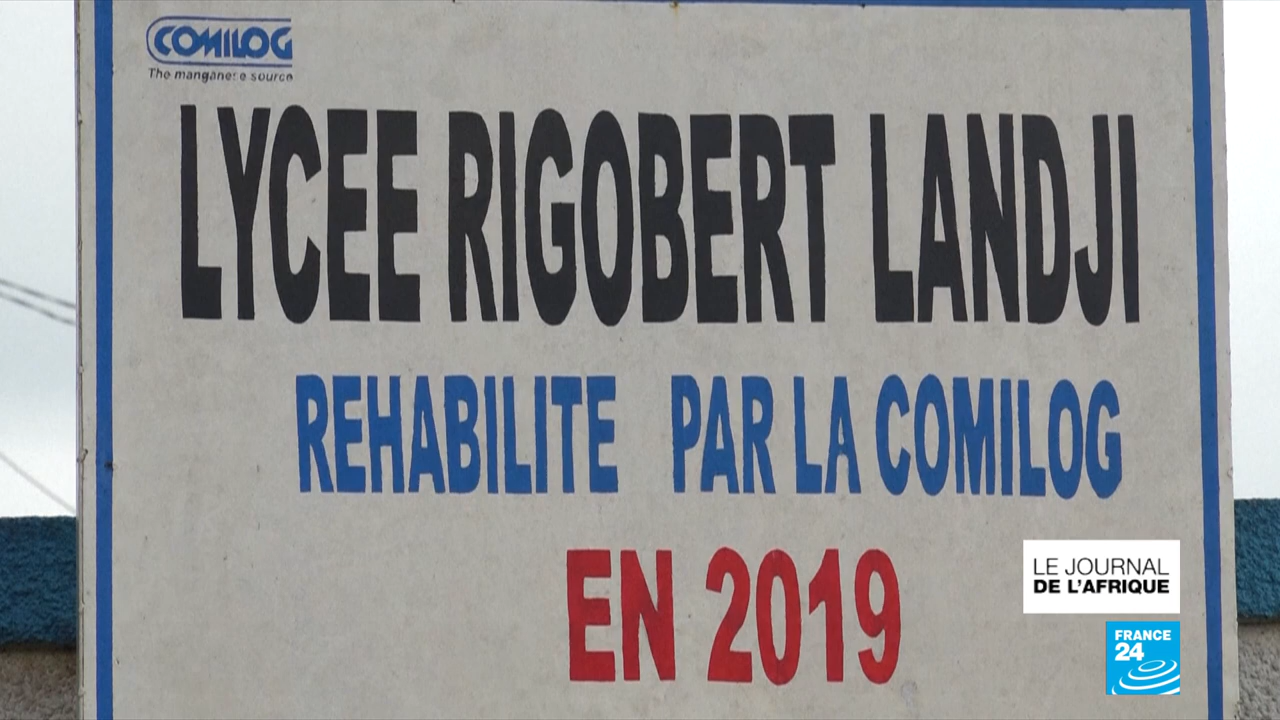 COMILOG
The manganese source
LYCEE RIGOBERT LANDJI
REHABILITE PAR LA COMILOG
EN 2019
LE JOURNAL
DE L'AFRIQUE
FRANCE
24